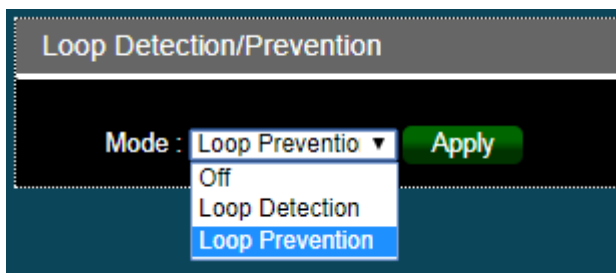 Loop Detection/Prevention
Mode : Loop Preventio ▼ Apply
Off
Loop Detection
Loop Prevention